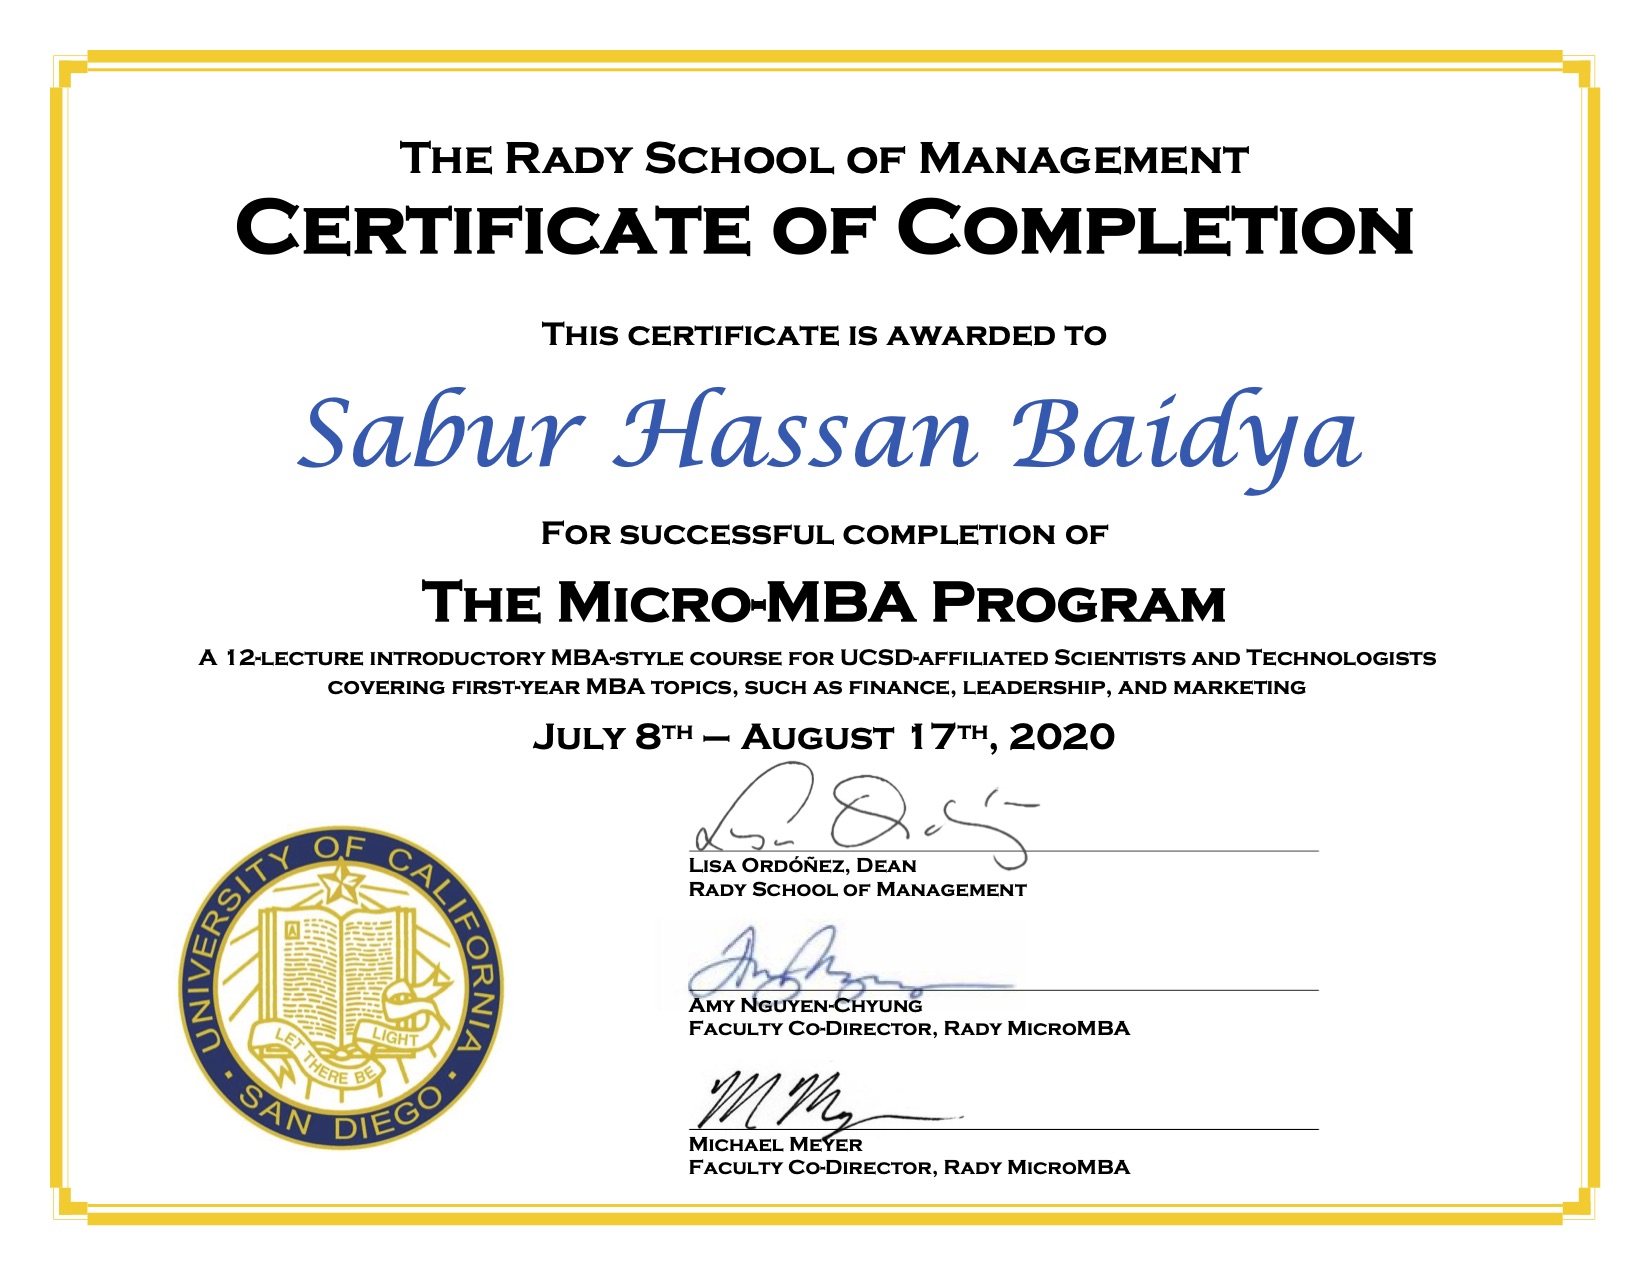 The Rady School of Management
Certificate of Completion
This certificate is awarded to
Sabur Hassan Baidya
For successful completion of
The Micro-MBA Program
A 12-lecture introductory MBA-style course for UCSD-affiliated Scientists and Technologists
covering first-year MBA topics, such as finance, leadership, and marketing
July 8th – August 17th, 2020
Lisa Ordóñez, Dean
Rady School of Management
Amy Nguyen-Chyung
Faculty Co-Director, Rady MicroMBA
Michael Meyer
Faculty Co-Director, Rady MicroMBA
UNIVERSITY OF CALIFORNIA
A
LET THERE BE LIGHT
· SAN DIEGO ·